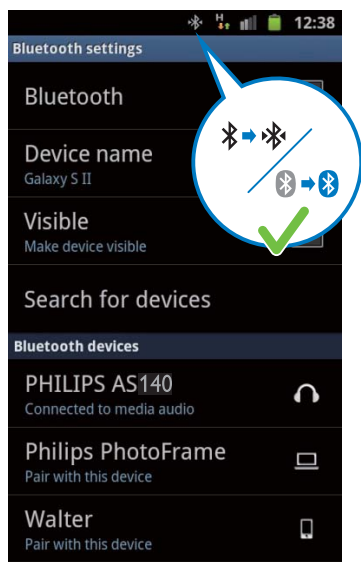 12:38
Bluetooth settings
Bluetooth
Device name
Galaxy S II
Visible
Make device visible
Search for devices
Bluetooth devices
PHILIPS AS140
Connected to media audio
Philips PhotoFrame
Pair with this device
Walter
Pair with this device